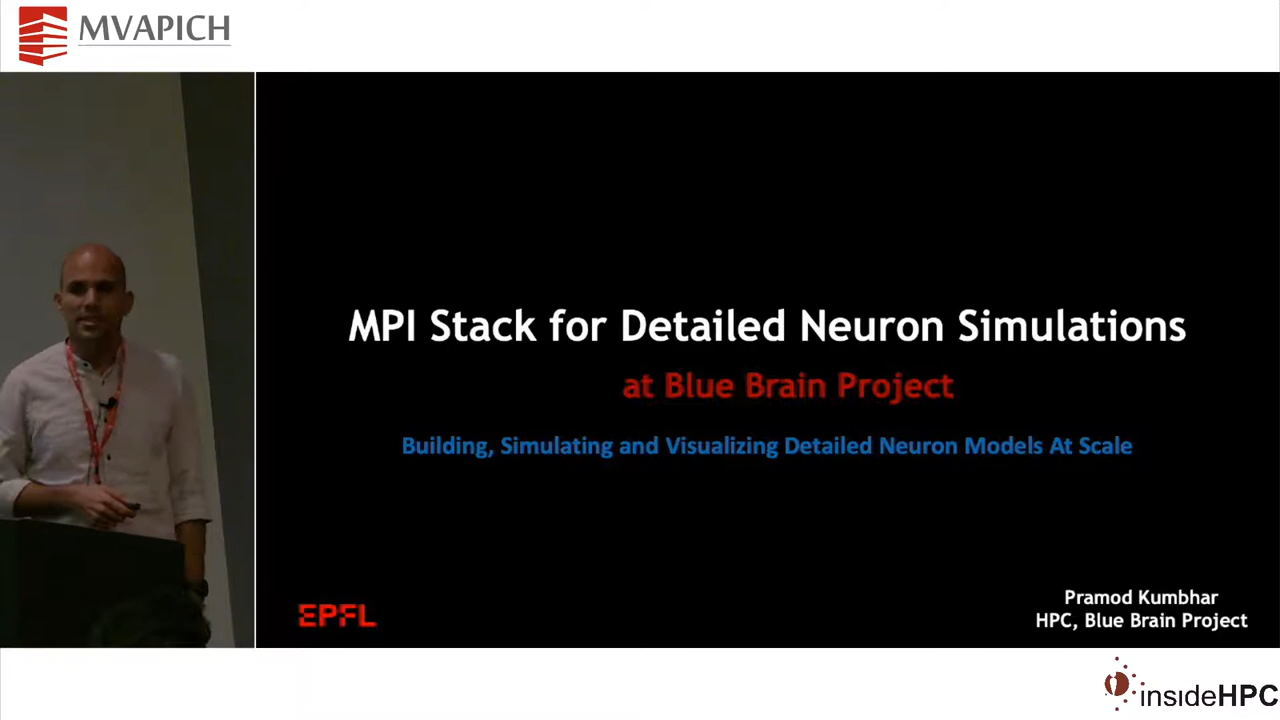 MVAPICH
MPI Stack for Detailed Neuron Simulations
at Blue Brain Project
Building, Simulating and Visualizing Detailed Neuron Models At Scale
EPFL
Pramod Kumbhar
HPC, Blue Brain Project
insideHPC